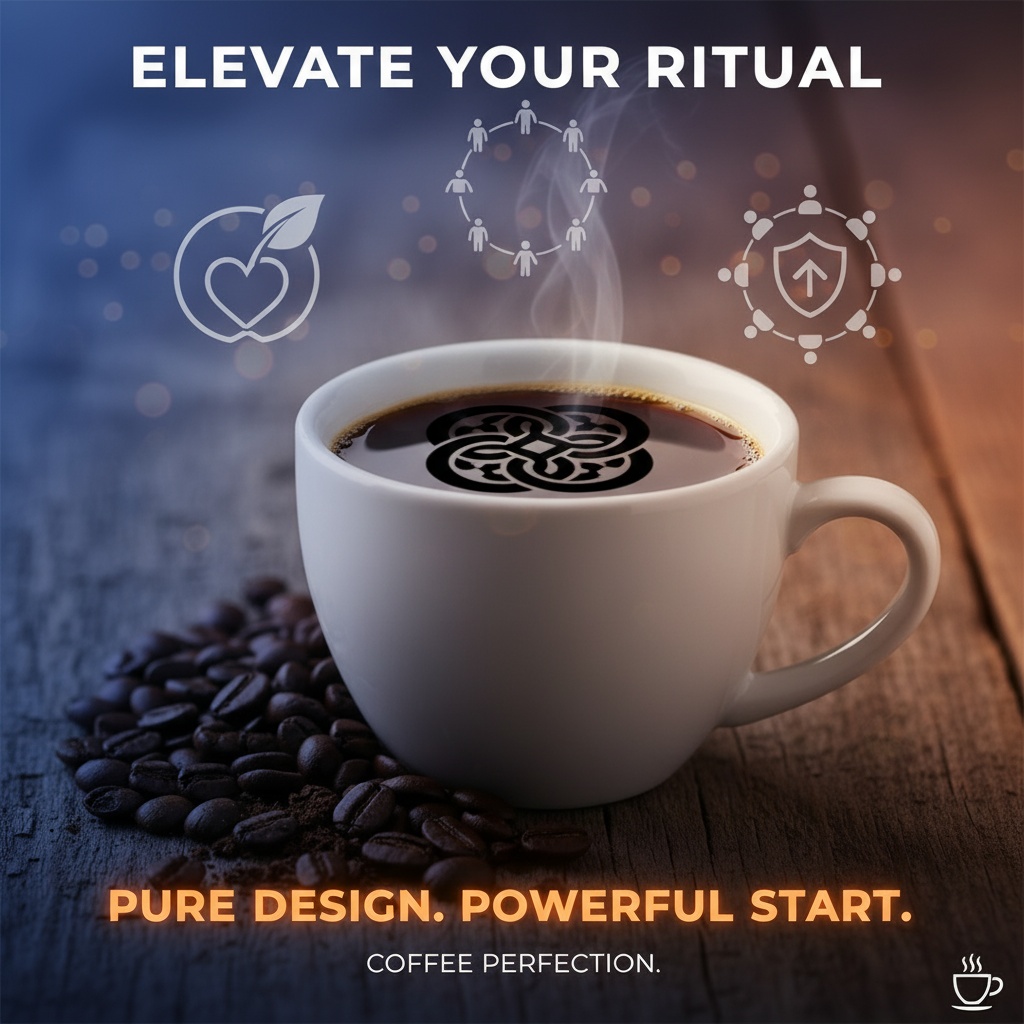 ELEVATE YOUR RITUAL
PURE DESIGN. POWERFUL START.
COFFEE PERFECTION.